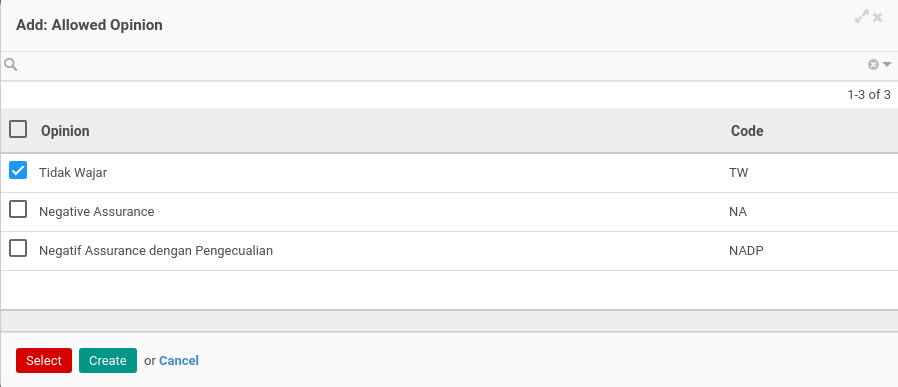 Add: Allowed Opinion
1-3 of 3
Opinion Code
Tidak Wajar TW
Negative Assurance NA
Negatif Assurance dengan Pengecualian NADP
Select Create or Cancel